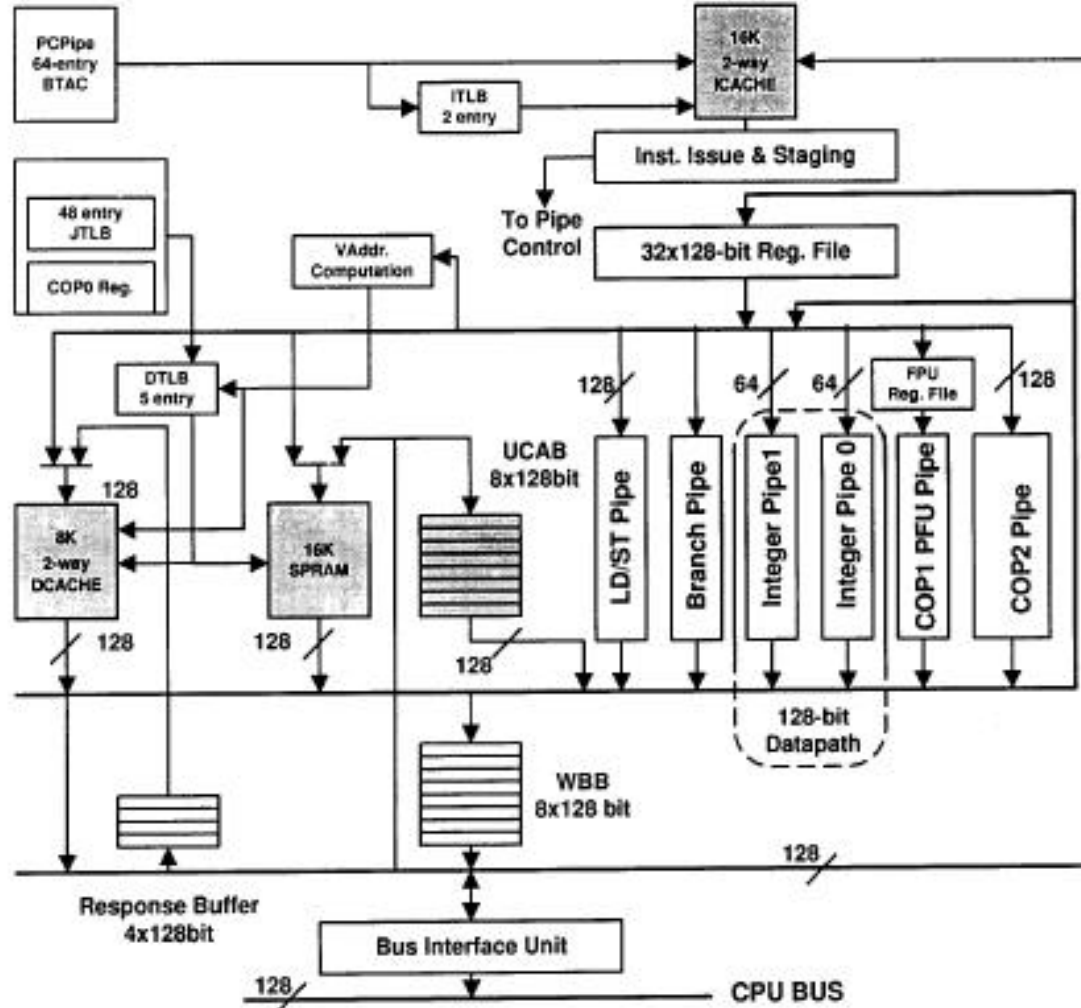 PCPipe
64-entry
BTAC
16K
2-way
ICACHE
ITLB
2 entry
Inst. Issue & Staging
48 entry
JTLB
COP0 Reg.
To Pipe
Control
VAddr.
Computation
32x128-bit Reg. File
DTLB
5 entry
128
64
64
FPU
Reg. File
128
UCAB
8x128bit
128
8K
2-way
DCACHE
16K
SPRAM
LD/ST Pipe
Branch Pipe
Integer Pipe1
Integer Pipe 0
COP1 PFU Pipe
COP2 Pipe
128
128
128
128-bit
Datapath
WBB
8x128 bit
128
Response Buffer
4x128bit
Bus Interface Unit
128
CPU BUS